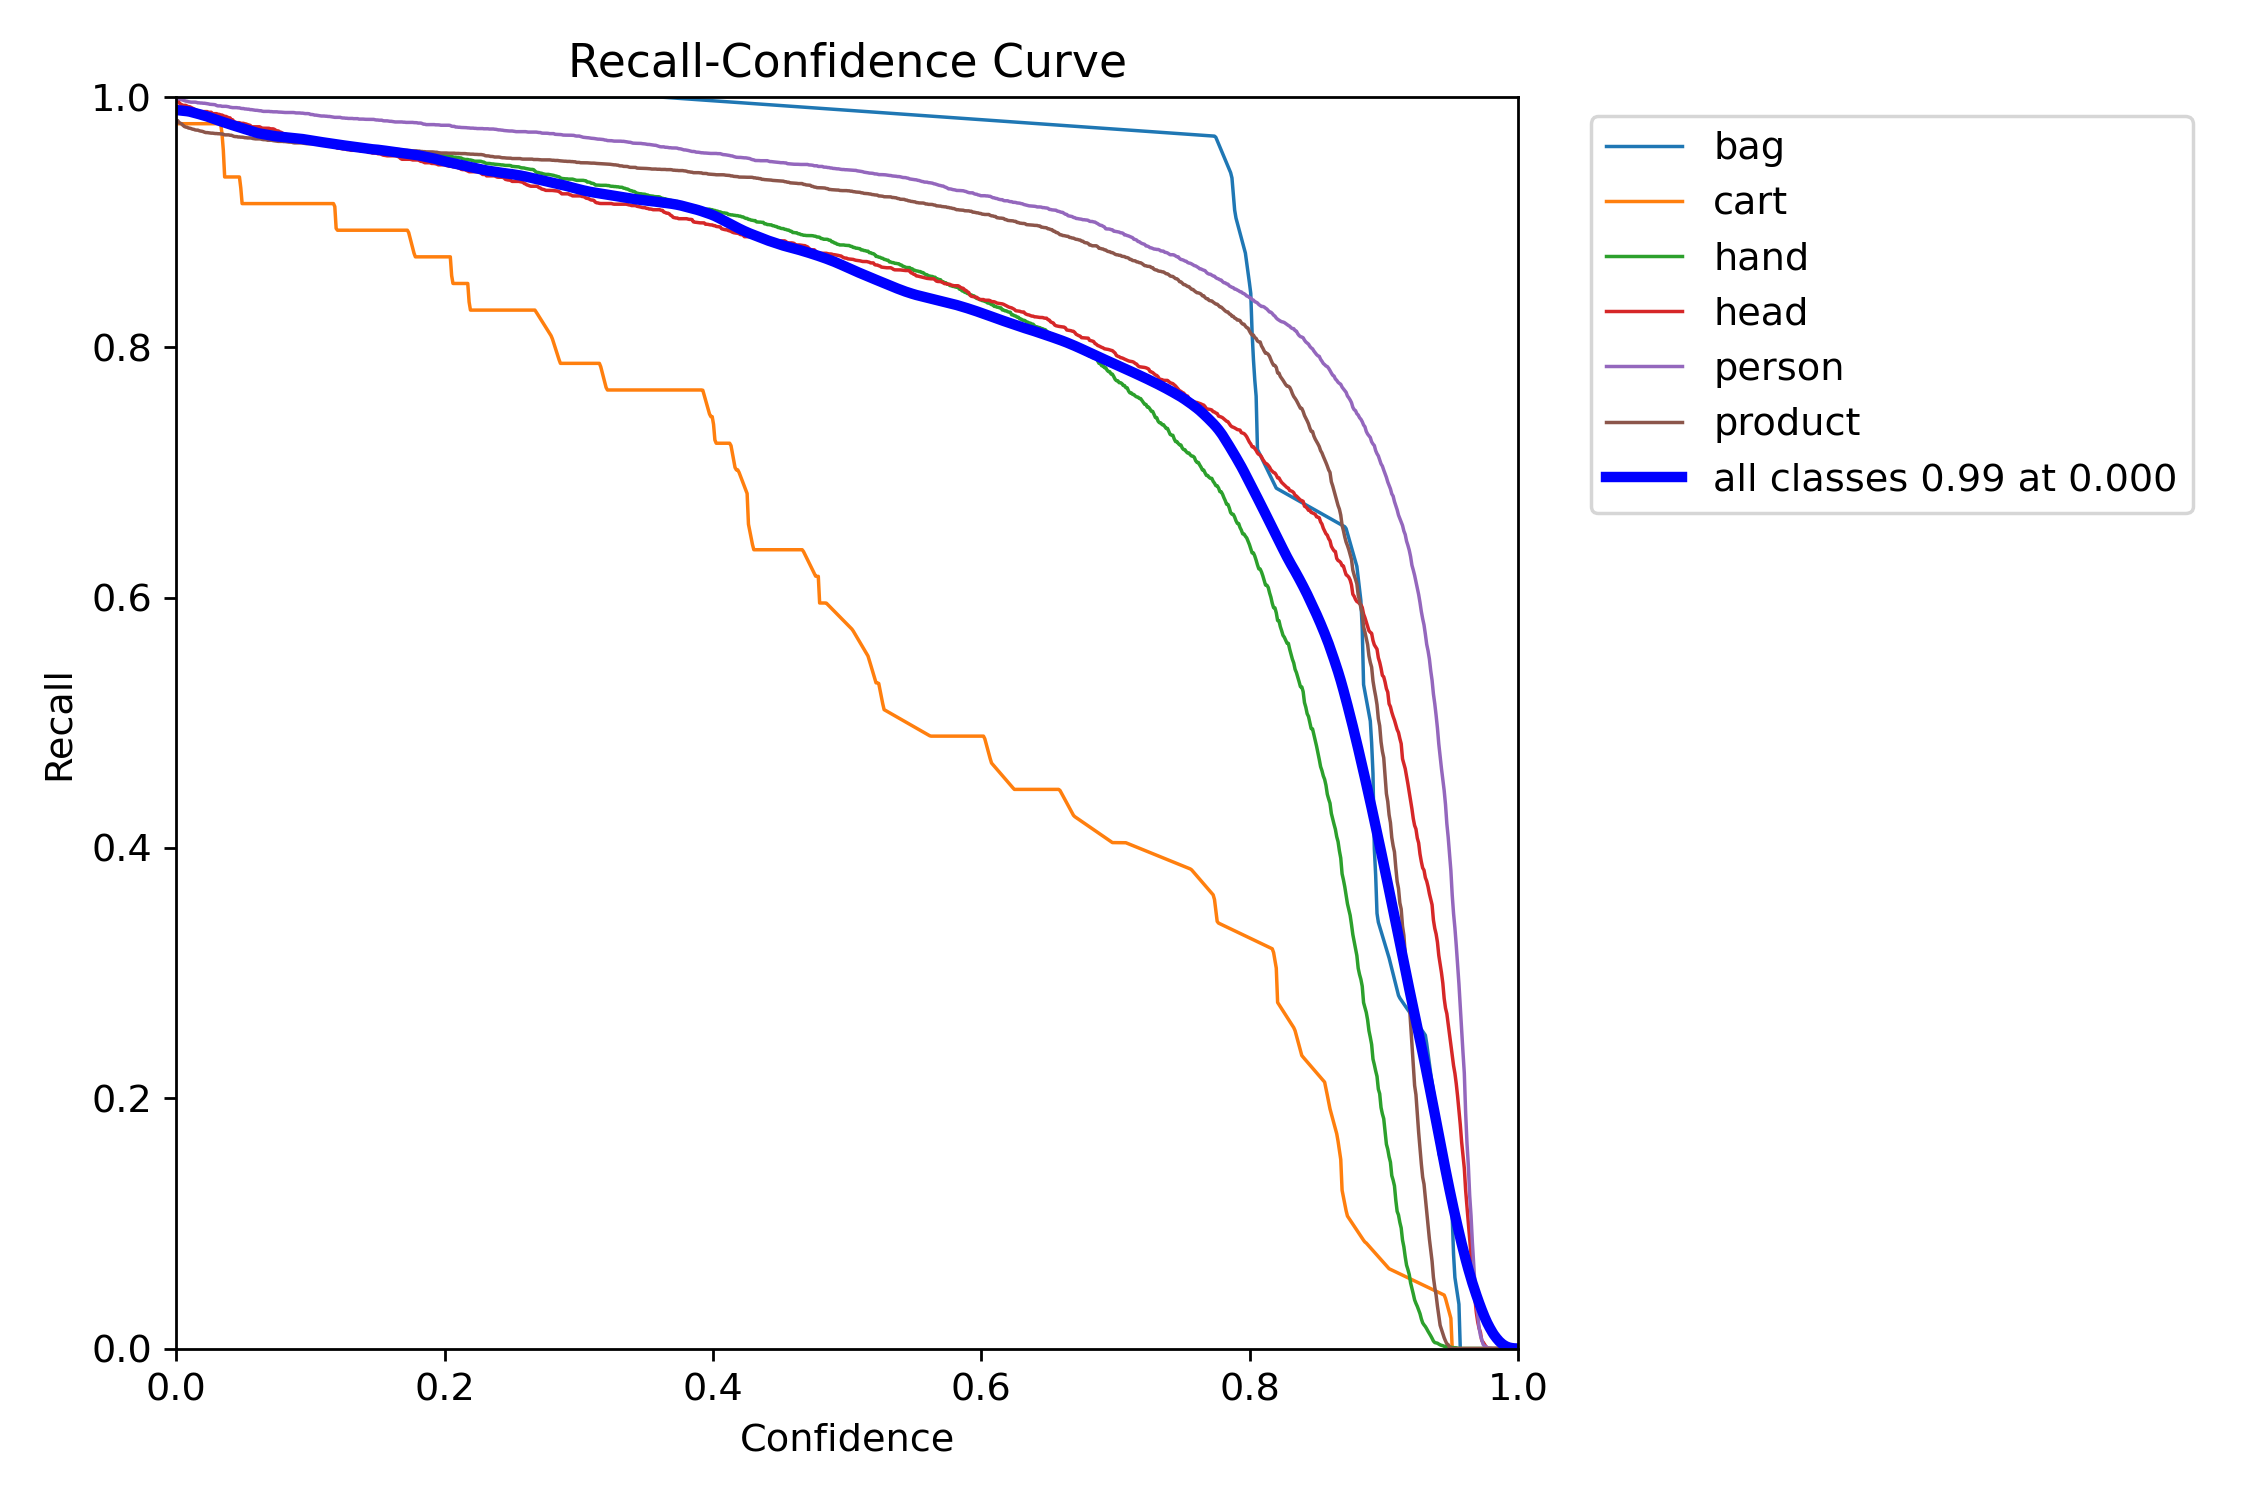 Recall-Confidence Curve
1.0
0.8
0.6
0.4
0.2
0.0
Recall
0.0 0.2 0.4 0.6 0.8 1.0
Confidence
bag
cart
hand
head
person
product
all classes 0.99 at 0.000